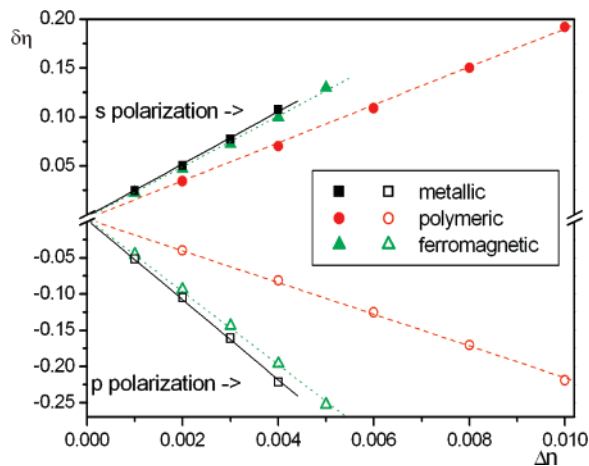 δη
0.20
0.15
0.10
0.05
-0.05
-0.10
-0.15
-0.20
-0.25
s polarization ->
metallic
polymeric
ferromagnetic
p polarization ->
0.000 0.002 0.004 0.006 0.008 0.010
Δη